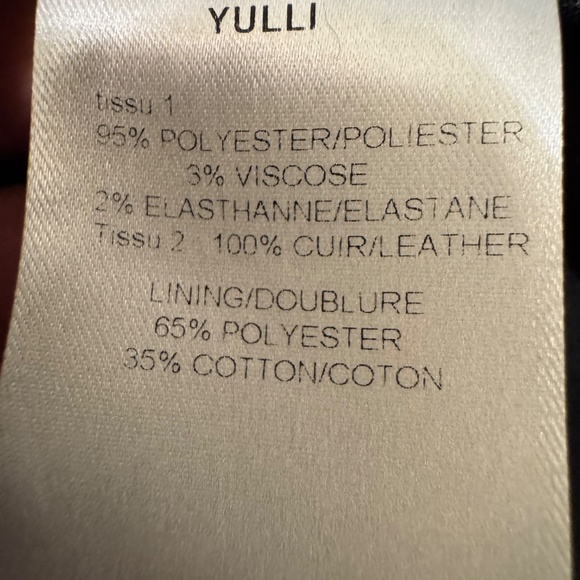 YULLI
tissu 1
95% POLYESTER/POLIESTER
3% VISCOSE
2% ELASTHANNE/ELASTANE
Tissu 2 100% CUIR/LEATHER
LINING/DOUBLURE
65% POLYESTER
35% COTTON/COTON